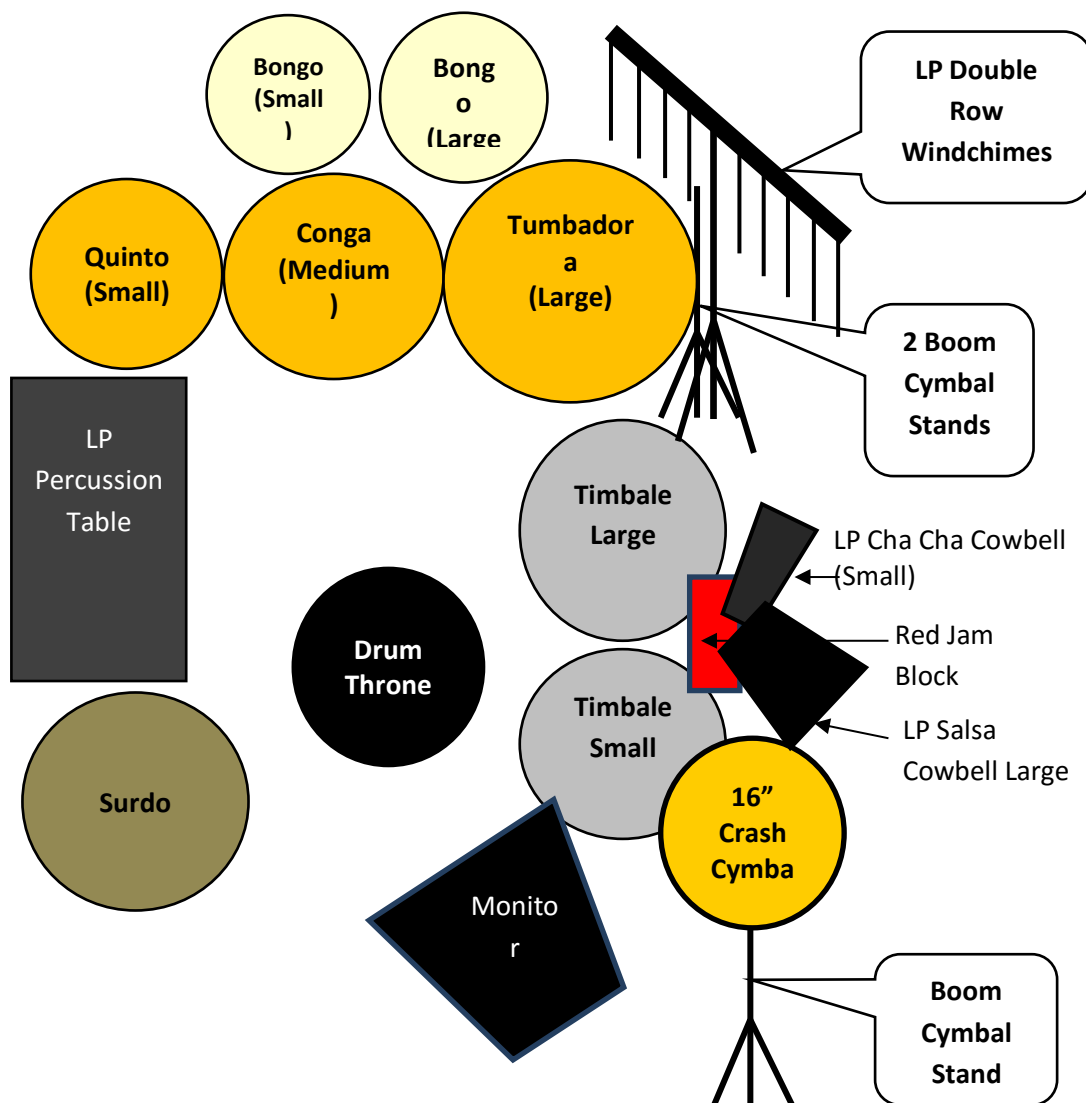 Bongo
(Small
)
Bong
o
(Large
LP Double
Row
Windchimes
Quinto
(Small)
Conga
(Medium
)
Tumbador
a
(Large)
2 Boom
Cymbal
Stands
LP
Percussion
Table
Timbale
Large
LP Cha Cha Cowbell
(Small)
Red Jam
Block
Drum
Throne
Timbale
Small
LP Salsa
Cowbell Large
Surdo
16”
Crash
Cymba
Monito
r
Boom
Cymbal
Stand